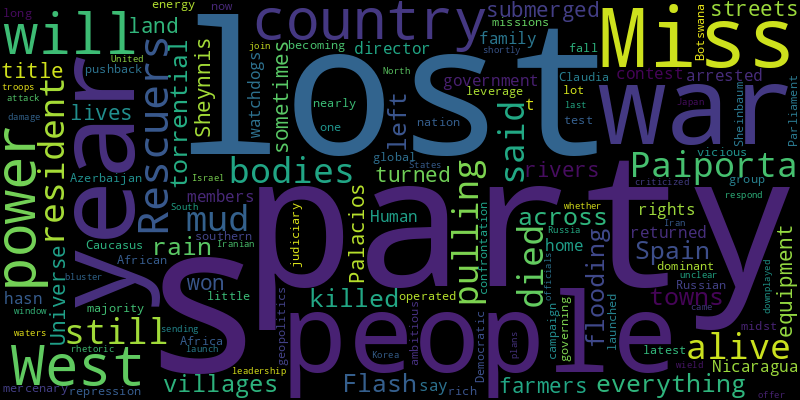 long energy now country submerged Miss streets
will land becoming missions family Botswana
sometimes director fall
United join
title pushback torrential Sheynnis watchdogs shortly North Claudia contest arrested
troops Rescuers lost government leverage t lot Sheinbaum Parliament
attack lives nearly left nation last war Japan
damage resident one said test
power year Azerbaijan global States Paiporta
Israel bodies turned pulling rivers vicious
South members Palacios party across rights group criticized respond
mud Human confrontation whether returned
Caucasus southern judiciary home Russia Spain Iran dominant
Universe rain Iranian died flooding officials Russian unclear
hasn African s won little killed operated towns downplayed equipment
bluster majority people campaign launched came midst
window Africa geopolitics ambitious Democratic governing
waters still sending latest alive
West rhetoric launch Korea plans wield Nicaragua
mercenary repression villages leadership Flash say rich farmers everything offer